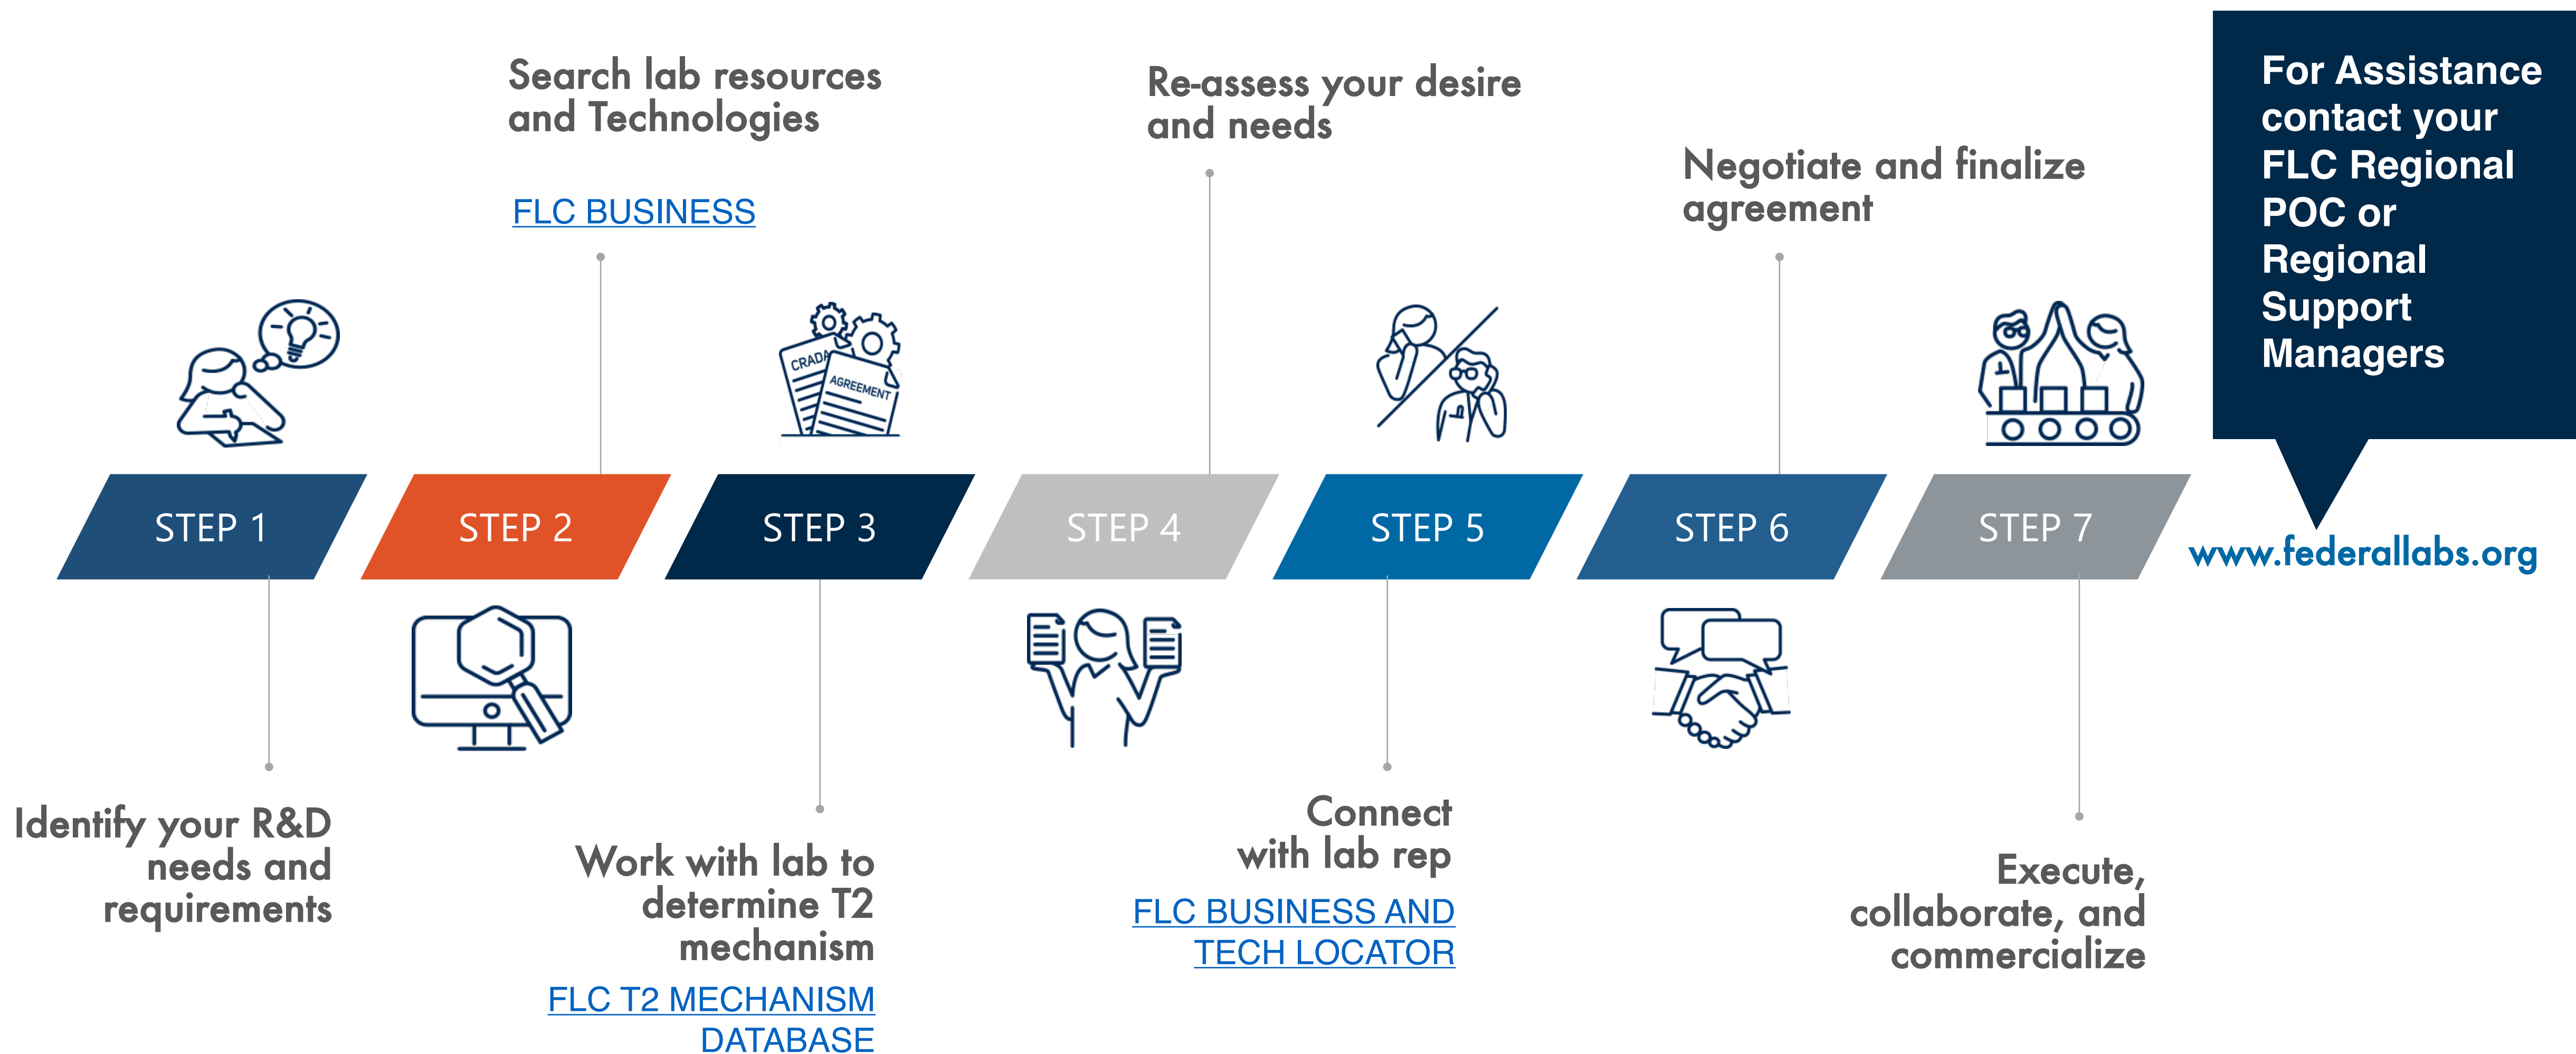 Search lab resources
and Technologies
FLC BUSINESS
Re-assess your desire
and needs
Negotiate and finalize
agreement
For Assistance
contact your
FLC Regional
POC or
Regional
Support
Managers
www.federallabs.org
CRADA
AGREEMENT
STEP 1
STEP 2
STEP 3
STEP 4
STEP 5
STEP 6
STEP 7
Identify your R&D
needs and
requirements
Work with lab to
determine T2
mechanism
FLC T2 MECHANISM
DATABASE
Connect
with lab rep
FLC BUSINESS AND
TECH LOCATOR
Execute,
collaborate, and
commercialize